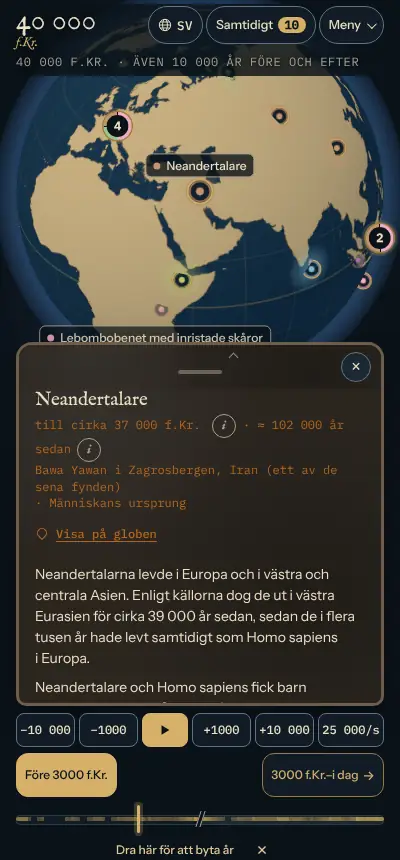 40 000
f.Kr.
SV
Samtidigt 10
Meny
40 000 F.KR. · ÄVEN 10 000 ÅR FÖRE OCH EFTER
4
Neandertalare
2
Lebombobenet med inristade skåror
×
Neandertalare
till cirka 37 000 f.Kr. i · ≈ 102 000 år
sedan i
Bawa Yawan i Zagrosbergen, Iran (ett av de
sena fynden)
· Människans ursprung
Visa på globen
Neandertalarna levde i Europa och i västra och
centrala Asien. Enligt källorna dog de ut i västra
Eurasien för cirka 39 000 år sedan, sedan de i flera
tusen år hade levt samtidigt som Homo sapiens
i Europa.
Neandertalare och Homo sapiens fick barn
−10 000
−1000
+1000
+10 000
25 000/s
Före 3000 f.Kr.
3000 f.Kr.–i dag →
//
Dra här för att byta år ×